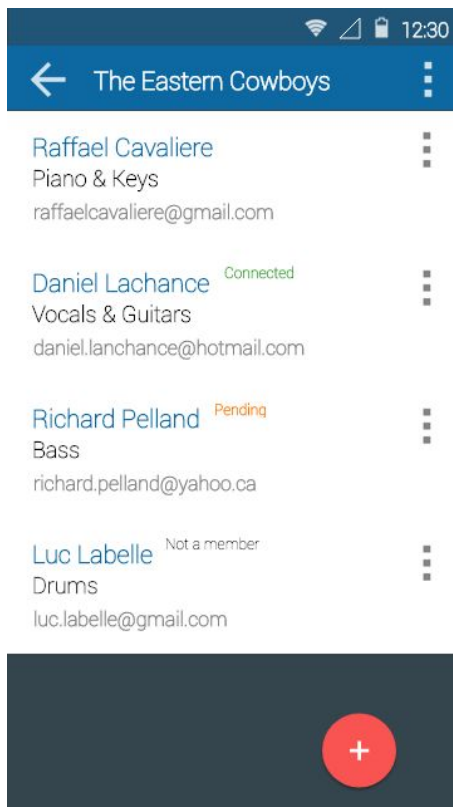 12:30
The Eastern Cowboys
Raffael Cavaliere
Piano & Keys
raffaelcavaliere@gmail.com
Daniel Lachance Connected
Vocals & Guitars
daniel.lanchance@hotmail.com
Richard Pelland Pending
Bass
richard.pelland@yahoo.ca
Luc Labelle Not a member
Drums
luc.labelle@gmail.com